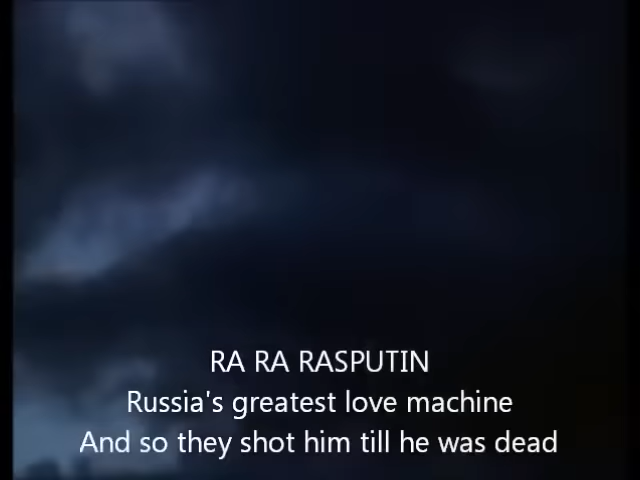 RA RA RASPUTIN
Russia's greatest love machine
And so they shot him till he was dead